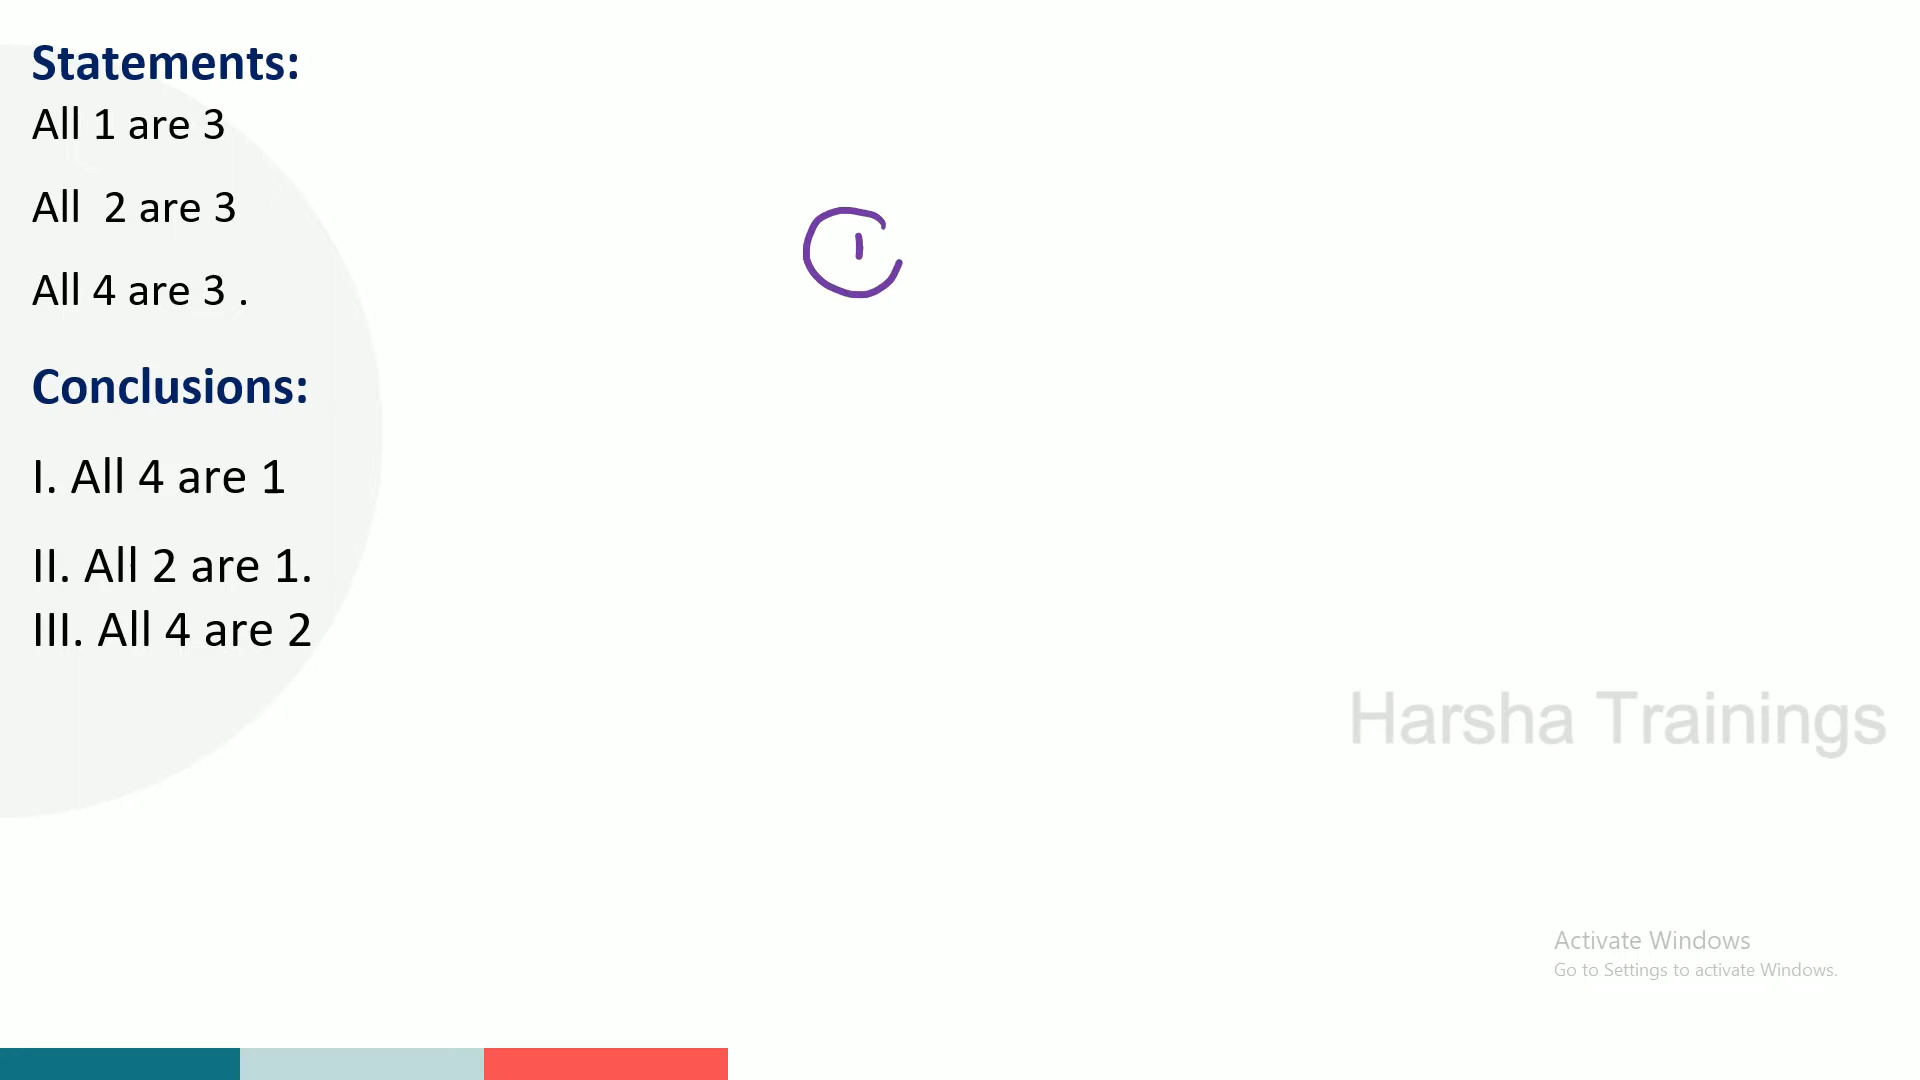 Statements:
All 1 are 3
All 2 are 3
All 4 are 3 .
1
Conclusions:
I. All 4 are 1
II. All 2 are 1.
III. All 4 are 2
Harsha Trainings
Activate Windows
Go to Settings to activate Windows.